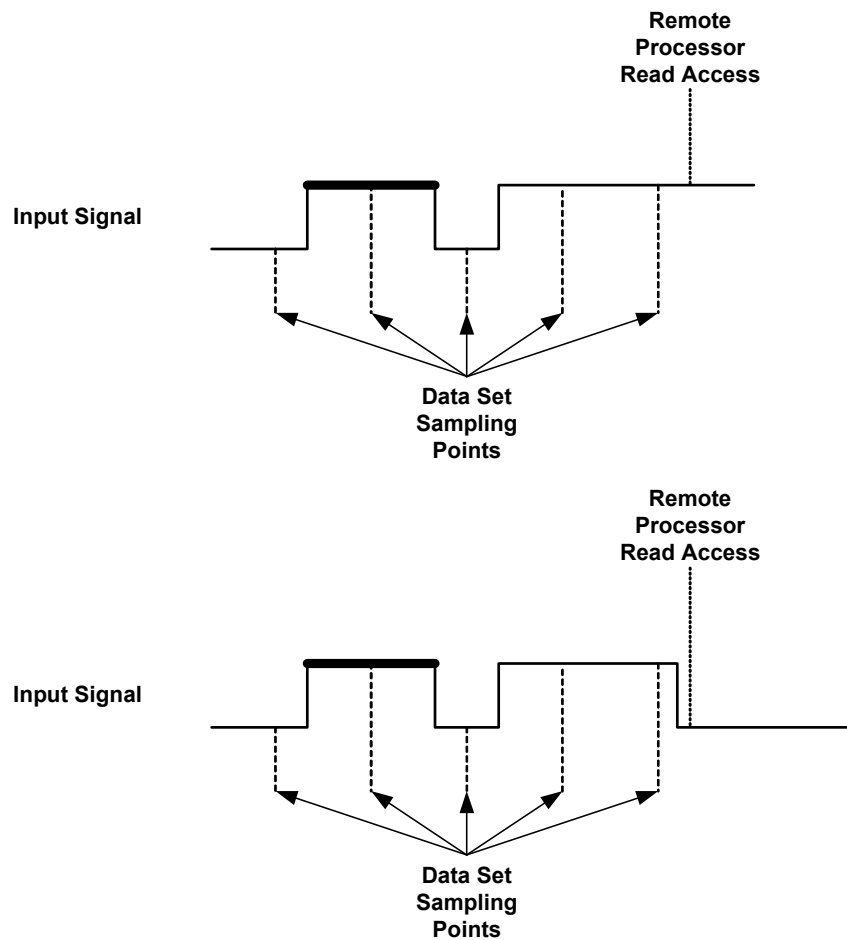 Remote
Processor
Read Access
Input Signal
Data Set
Sampling
Points
Remote
Processor
Read Access
Input Signal
Data Set
Sampling
Points